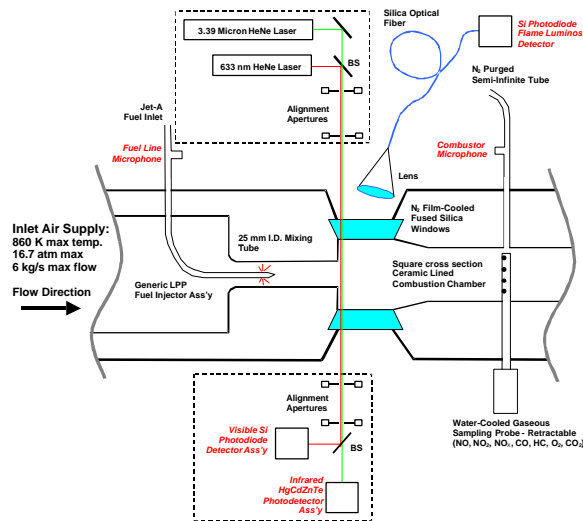 3.39 Micron HeNe Laser
633 nm HeNe Laser
BS
Alignment
Apertures
Silica Optical
Fiber
Si Photodiode
Flame Luminos
Detector
N₂ Purged
Semi-Infinite Tube
Jet-A
Fuel Inlet
Fuel Line
Microphone
Combustor
Microphone
Lens
N₂ Film-Cooled
Fused Silica
Windows
Inlet Air Supply:
860 K max temp.
16.7 atm max
6 kg/s max flow
25 mm I.D. Mixing
Tube
Flow Direction
Generic LPP
Fuel Injector Ass'y
Square cross section
Ceramic Lined
Combustion Chamber
Alignment
Apertures
Visible Si
Photodiode
Detector Ass'y
BS
Infrared
HgCdZnTe
Photodetector
Ass'y
Water-Cooled Gaseous
Sampling Probe - Retractable
(NO, NO₂, NOₓ, CO, HC, O₂, CO₂)